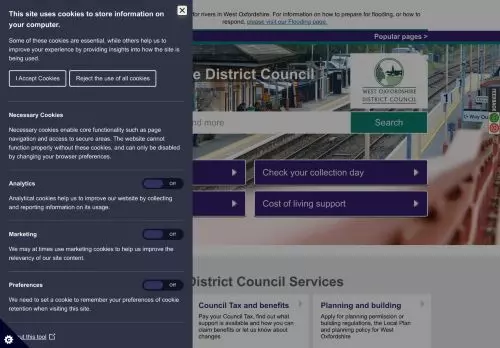 This site uses cookies to store information on
your computer.
Some of these cookies are essential, while others help us to
improve your experience by providing insights into how the site is
being used.
I Accept Cookies
Reject the use of all cookies
Necessary Cookies
Necessary cookies enable core functionality such as page
navigation and access to secure areas. The website cannot
function properly without these cookies, and can only be disabled
by changing your browser preferences.
Analytics
Off
Analytical cookies help us to improve our website by collecting
and reporting information on its usage.
Marketing
Off
We may at times use marketing cookies to help us improve the
relevancy of our site content.
Preferences
Off
We need to set a cookie to remember your preferences of cookie
retention when visiting this site.
this tool
for rivers in West Oxfordshire. For information on how to prepare for flooding, or how to
respond, please visit our Flooding page.
Popular pages >
District Council
WEST OXFORDSHIRE
DISTRICT COUNCIL
and more
Search
Way Out
Check your collection day
Cost of living support
District Council Services
Council Tax and benefits
Pay your Council Tax, find out what
support is available and how you can
claim benefits or let us know about
changes
Planning and building
Apply for planning permission or
building regulations, the Local Plan
and planning policy for West
Oxfordshire